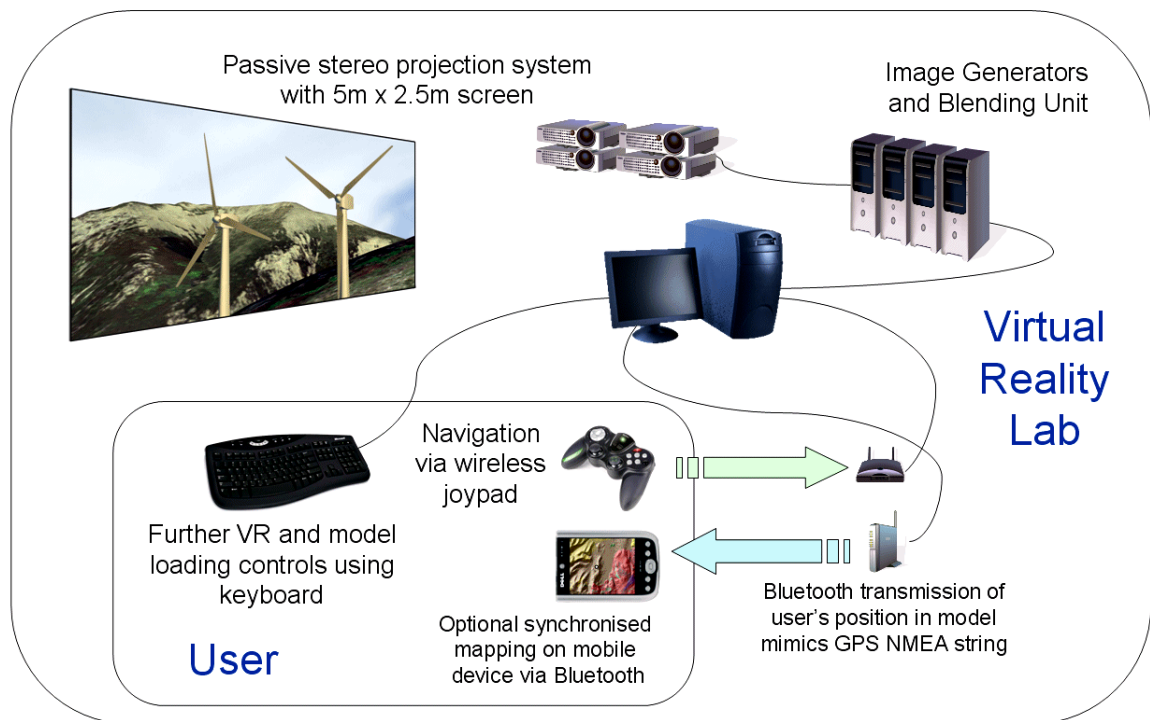 Passive stereo projection system
with 5m x 2.5m screen
Image Generators
and Blending Unit
Virtual
Reality
Lab
Navigation
via wireless
joypad
Further VR and model
loading controls using
keyboard
DELL
Optional synchronised
mapping on mobile
device via Bluetooth
Bluetooth transmission of
user's position in model
mimics GPS NMEA string
User